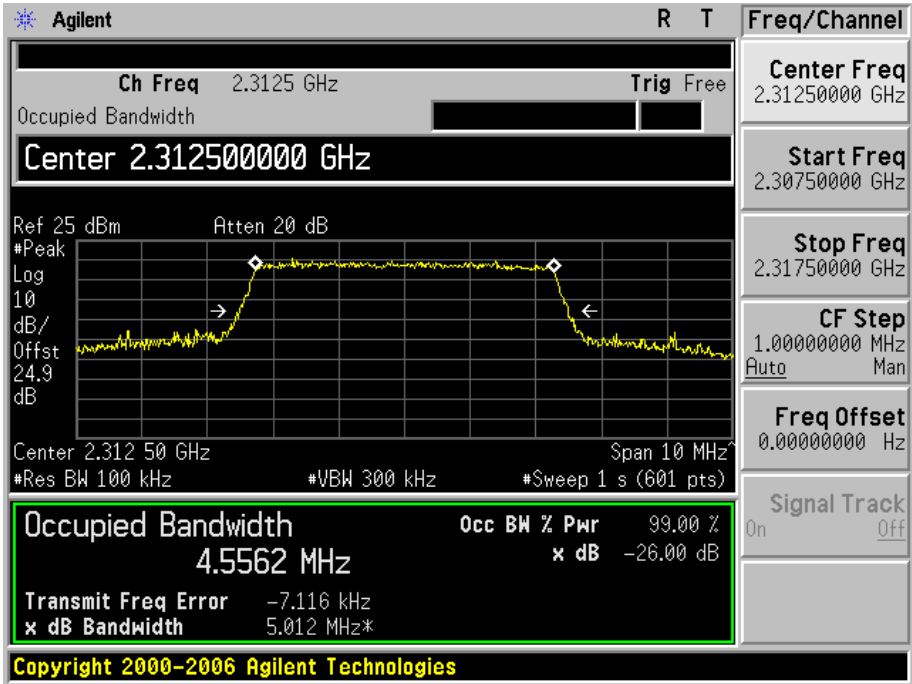 Agilent R T
Ch Freq 2.3125 GHz Trig Free
Occupied Bandwidth
Center 2.312500000 GHz
Ref 25 dBm Atten 20 dB
#Peak
Log
10
dB/
Offst
24.9
dB
Center 2.312 50 GHz Span 10 MHz^
#Res BW 100 kHz #VBW 300 kHz #Sweep 1 s (601 pts)
Occupied Bandwidth Occ BW % Pwr 99.00 %
4.5562 MHz x dB -26.00 dB
Transmit Freq Error -7.116 kHz
x dB Bandwidth 5.012 MHz*
Copyright 2000-2006 Agilent Technologies
Freq/Channel
Center Freq
2.31250000 GHz
Start Freq
2.30750000 GHz
Stop Freq
2.31750000 GHz
CF Step
1.00000000 MHz
Auto Man
Freq Offset
0.00000000 Hz
Signal Track
On Off